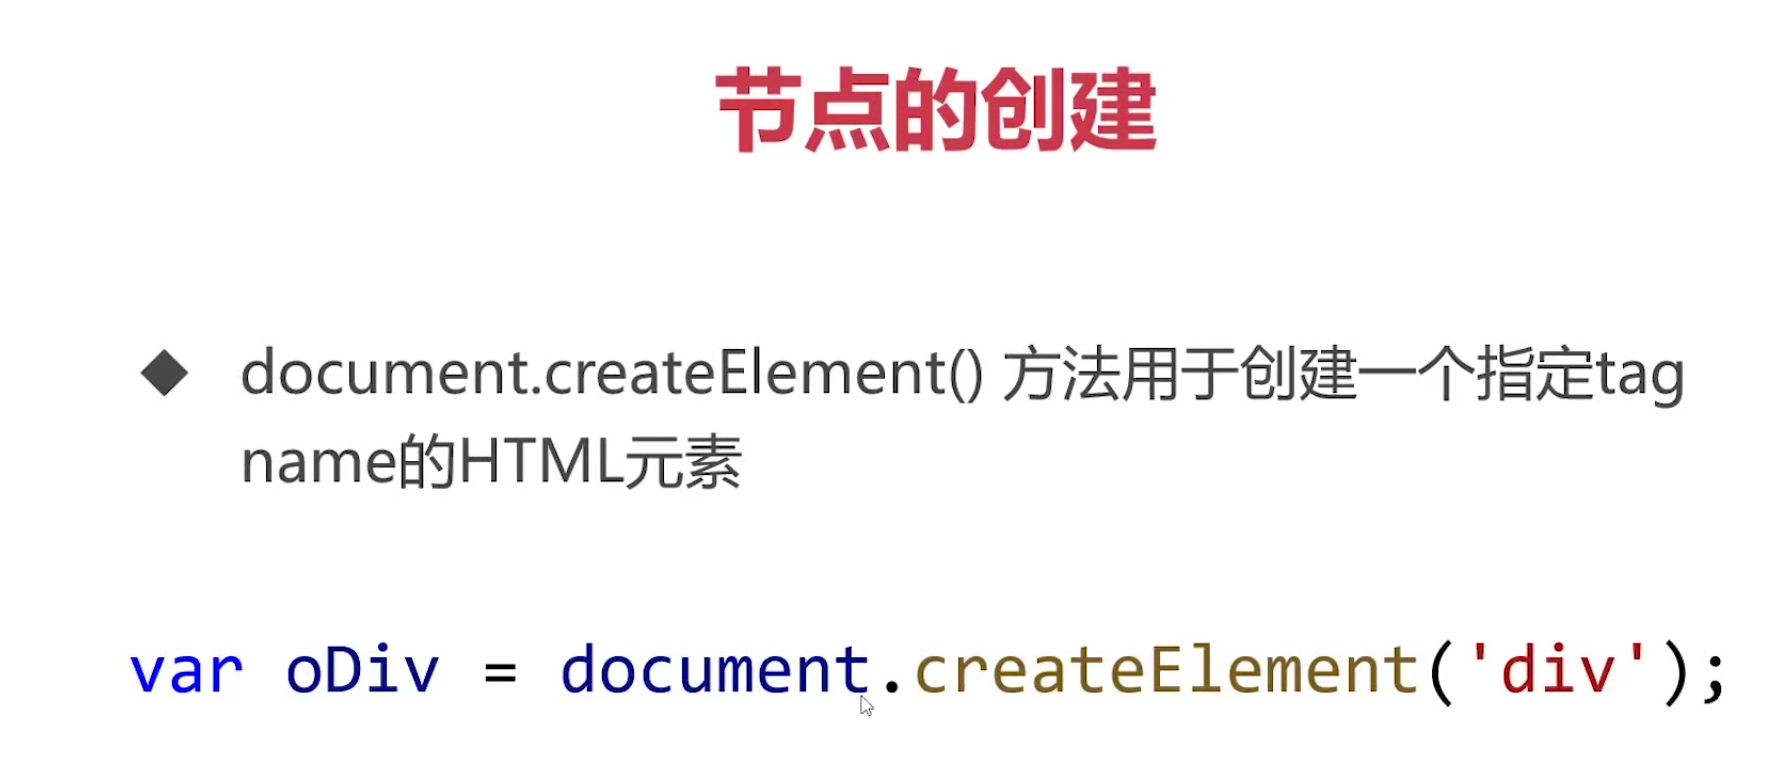 节点的创建
document.createElement() 方法用于创建一个指定tag
name的HTML元素
var oDiv = document.createElement('div');